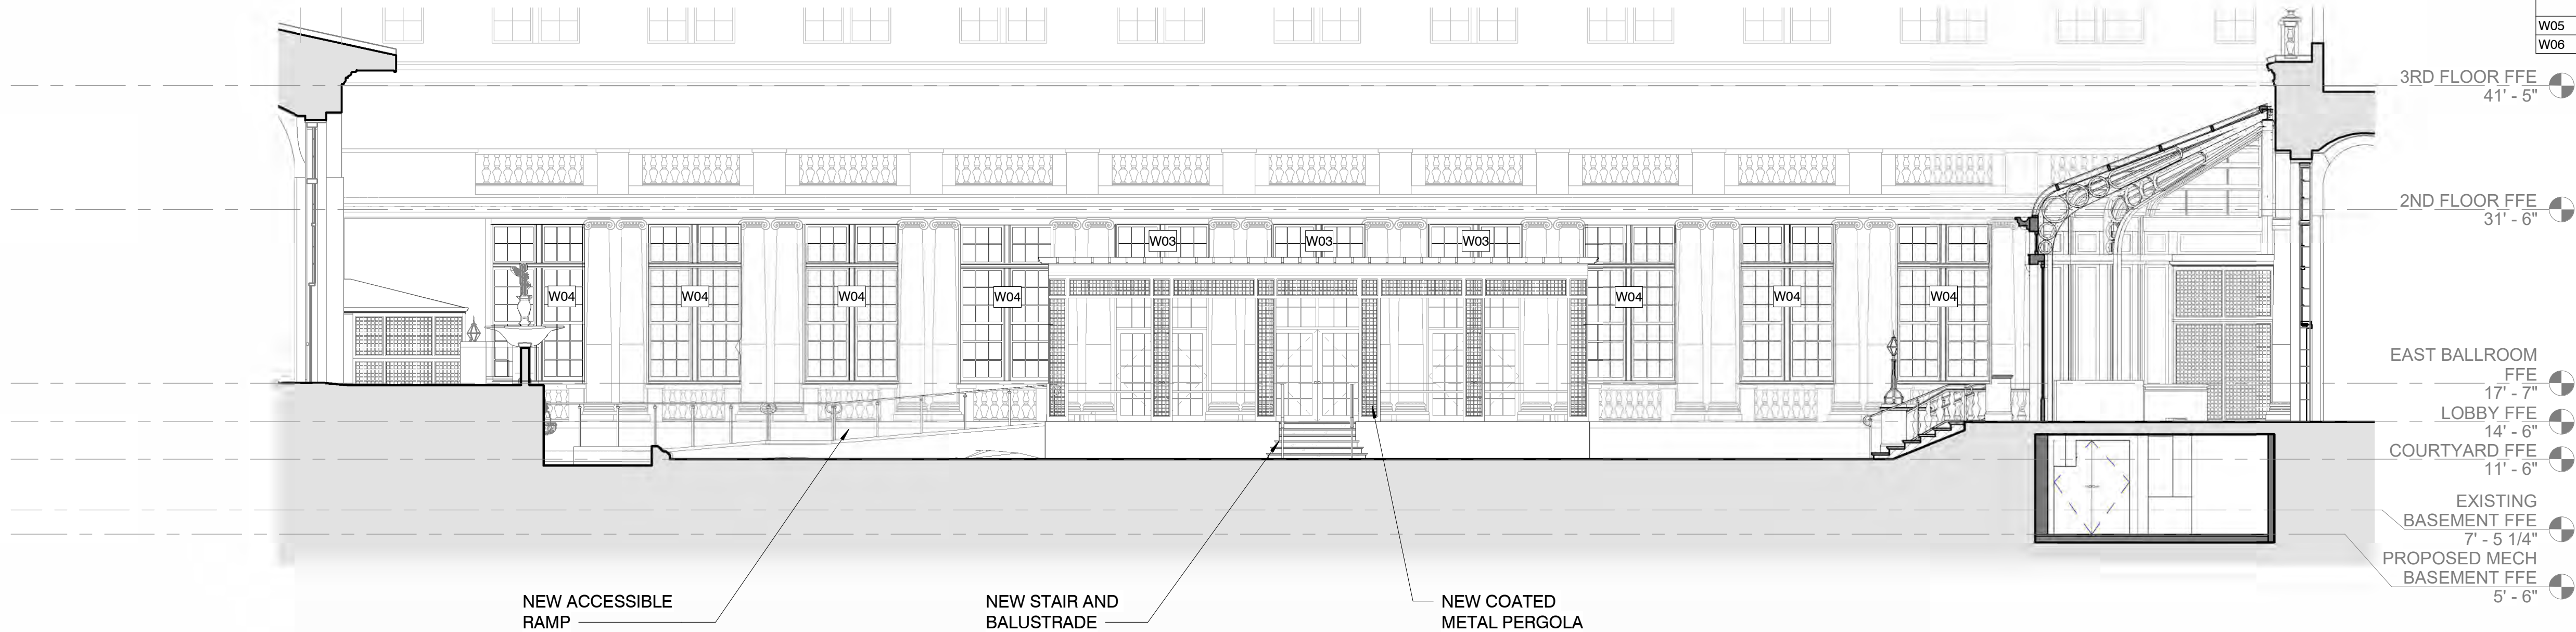 W05
W06
3RD FLOOR FFE
41' - 5"
2ND FLOOR FFE
31' - 6"
W03
W03
W03
W04
W04
W04
W04
W04
W04
W04
EAST BALLROOM
FFE
17' - 7"
LOBBY FFE
14' - 6"
COURTYARD FFE
11' - 6"
EXISTING
BASEMENT FFE
7' - 5 1/4"
PROPOSED MECH
BASEMENT FFE
5' - 6"
NEW ACCESSIBLE
RAMP
NEW STAIR AND
BALUSTRADE
NEW COATED
METAL PERGOLA